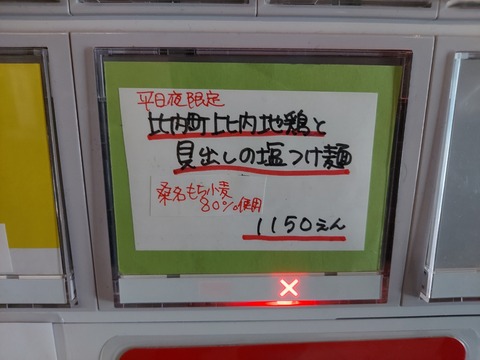 平日夜限定
比内町比内地鶏と
貝出しの塩つけ麺
桑名もち小麦
80%使用
1150えん